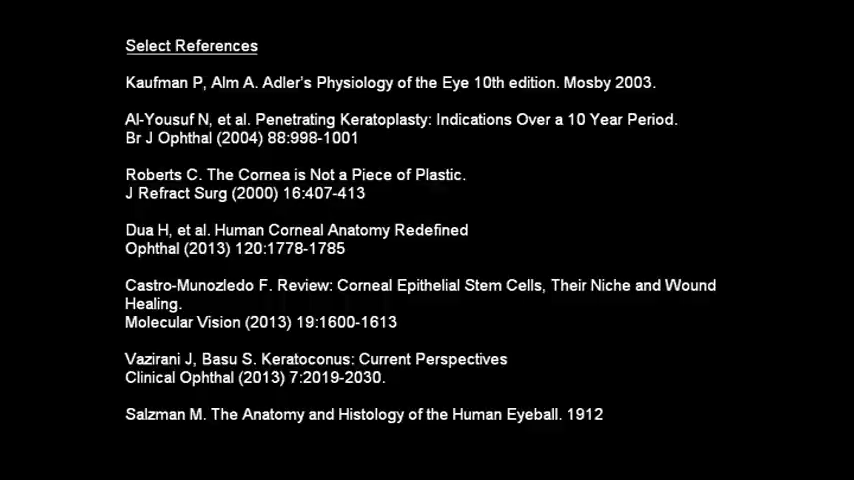 Select References
Kaufman P, Alm A. Adler's Physiology of the Eye 10th edition. Mosby 2003.
Al-Yousuf N, et al. Penetrating Keratoplasty: Indications Over a 10 Year Period.
Br J Ophthal (2004) 88:998-1001
Roberts C. The Cornea is Not a Piece of Plastic.
J Refract Surg (2000) 16:407-413
Dua H, et al. Human Corneal Anatomy Redefined
Ophthal (2013) 120:1778-1785
Castro-Munozledo F. Review: Corneal Epithelial Stem Cells, Their Niche and Wound
Healing.
Molecular Vision (2013) 19:1600-1613
Vazirani J, Basu S. Keratoconus: Current Perspectives
Clinical Ophthal (2013) 7:2019-2030.
Salzman M. The Anatomy and Histology of the Human Eyeball. 1912